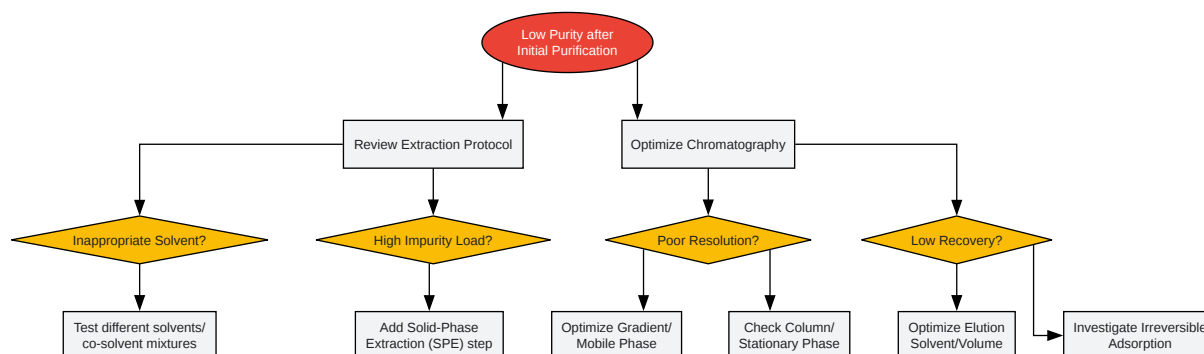 Low Purity after
Initial Purification
Review Extraction Protocol
Optimize Chromatography
Inappropriate Solvent?
High Impurity Load?
Poor Resolution?
Low Recovery?
Test different solvents/
co-solvent mixtures
Add Solid-Phase
Extraction (SPE) step
Optimize Gradient/
Mobile Phase
Check Column/
Stationary Phase
Optimize Elution
Solvent/Volume
Investigate Irreversible
Adsorption